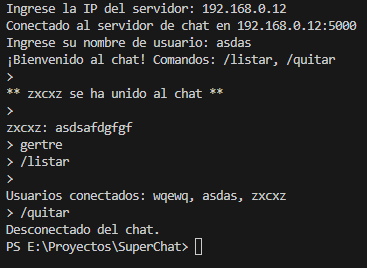 Ingrese la IP del servidor: 192.168.0.12
Conectado al servidor de chat en 192.168.0.12:5000
Ingrese su nombre de usuario: asdas
¡Bienvenido al chat! Comandos: /listar, /quitar
>
** zxcxz se ha unido al chat **
>
zxcxz: asdsafdgfgf
> gertre
> /listar
>
Usuarios conectados: wqewq, asdas, zxcxz
> /quitar
Desconectado del chat.
PS E:\Proyectos\SuperChat>